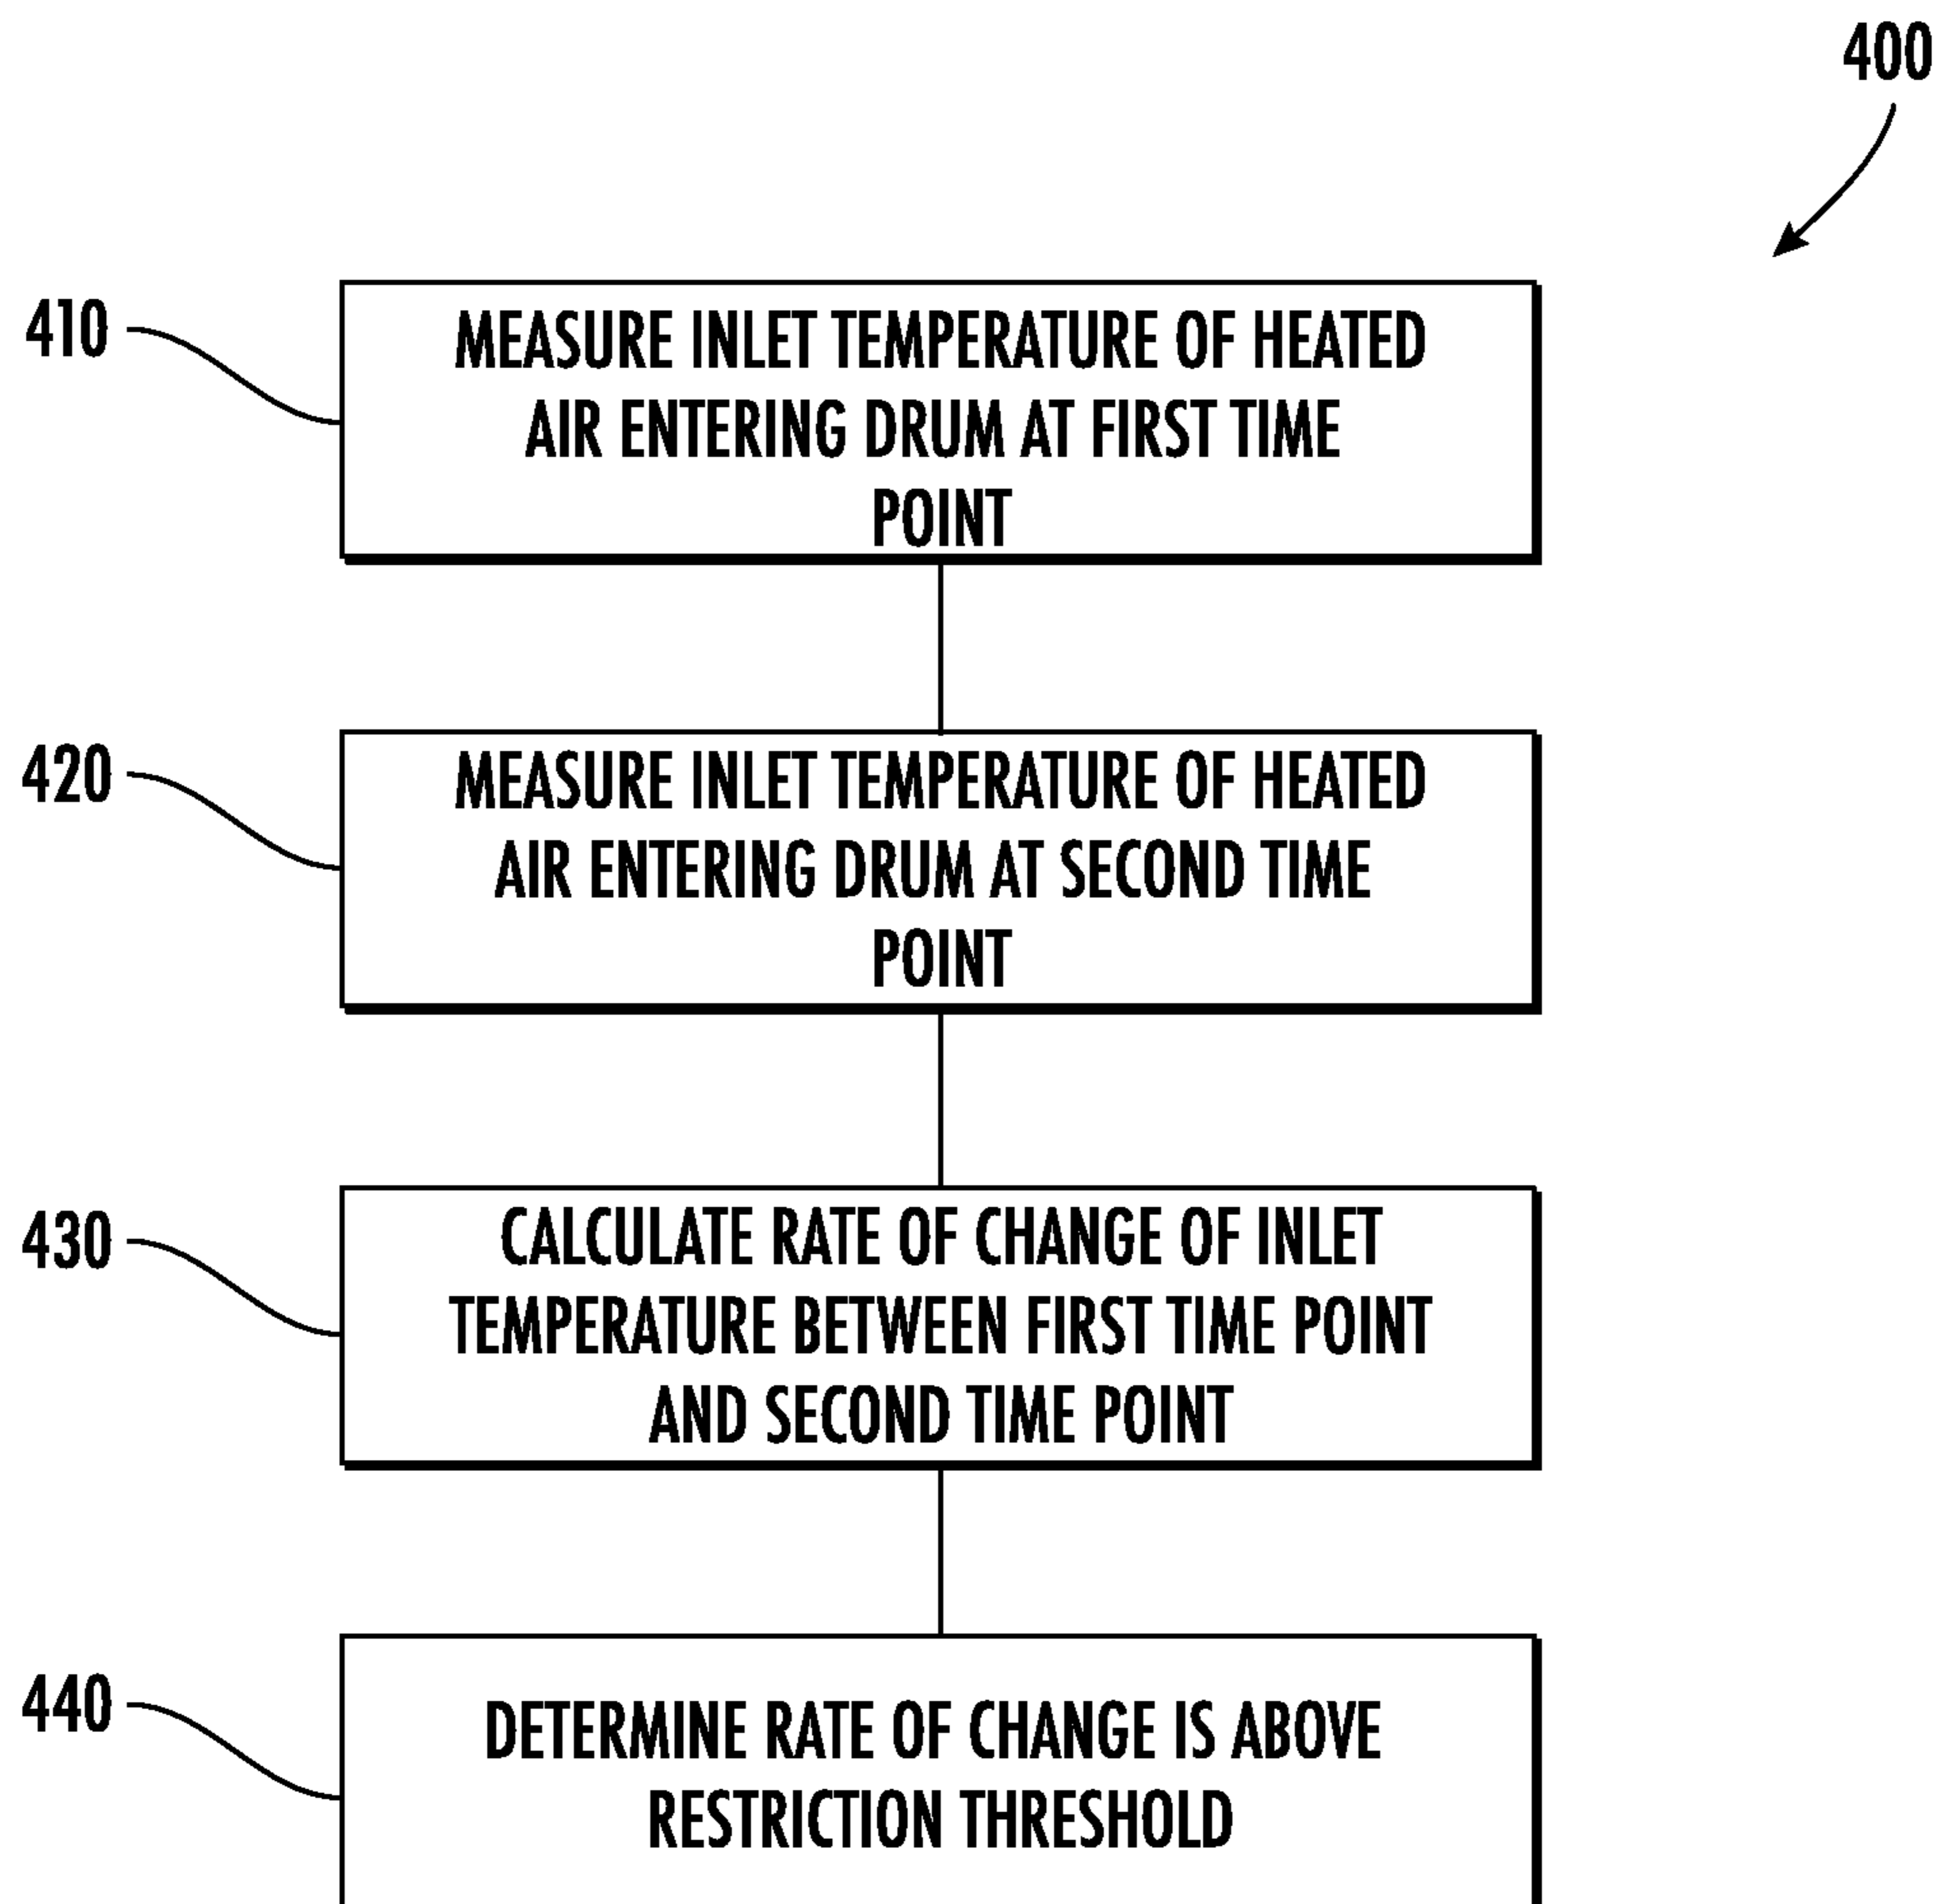 400
410
MEASURE INLET TEMPERATURE OF HEATED
AIR ENTERING DRUM AT FIRST TIME
POINT
420
MEASURE INLET TEMPERATURE OF HEATED
AIR ENTERING DRUM AT SECOND TIME
POINT
430
CALCULATE RATE OF CHANGE OF INLET
TEMPERATURE BETWEEN FIRST TIME POINT
AND SECOND TIME POINT
440
DETERMINE RATE OF CHANGE IS ABOVE
RESTRICTION THRESHOLD